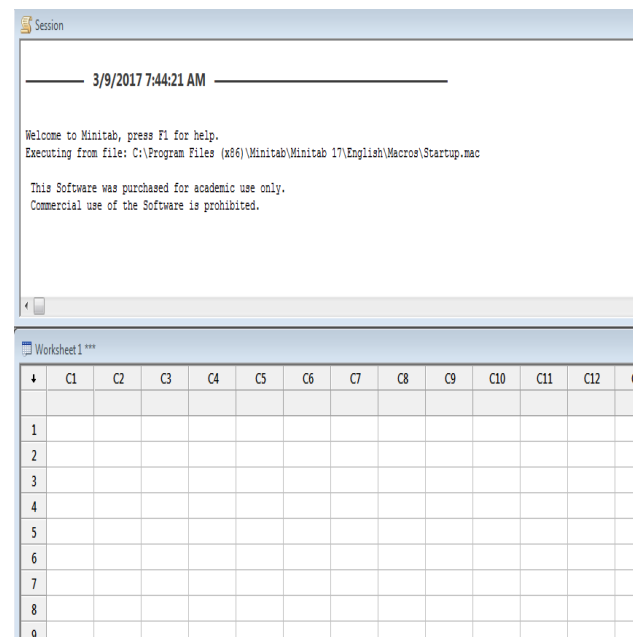 Session
3/9/2017 7:44:21 AM
Welcome to Minitab, press F1 for help.
Executing from file: C:\Program Files (x86)\Minitab\Minitab 17\English\Macros\Startup.mac
This Software was purchased for academic use only.
Commercial use of the Software is prohibited.
Worksheet 1 ***
↓ C1 C2 C3 C4 C5 C6 C7 C8 C9 C10 C11 C12
1
2
3
4
5
6
7
8
9